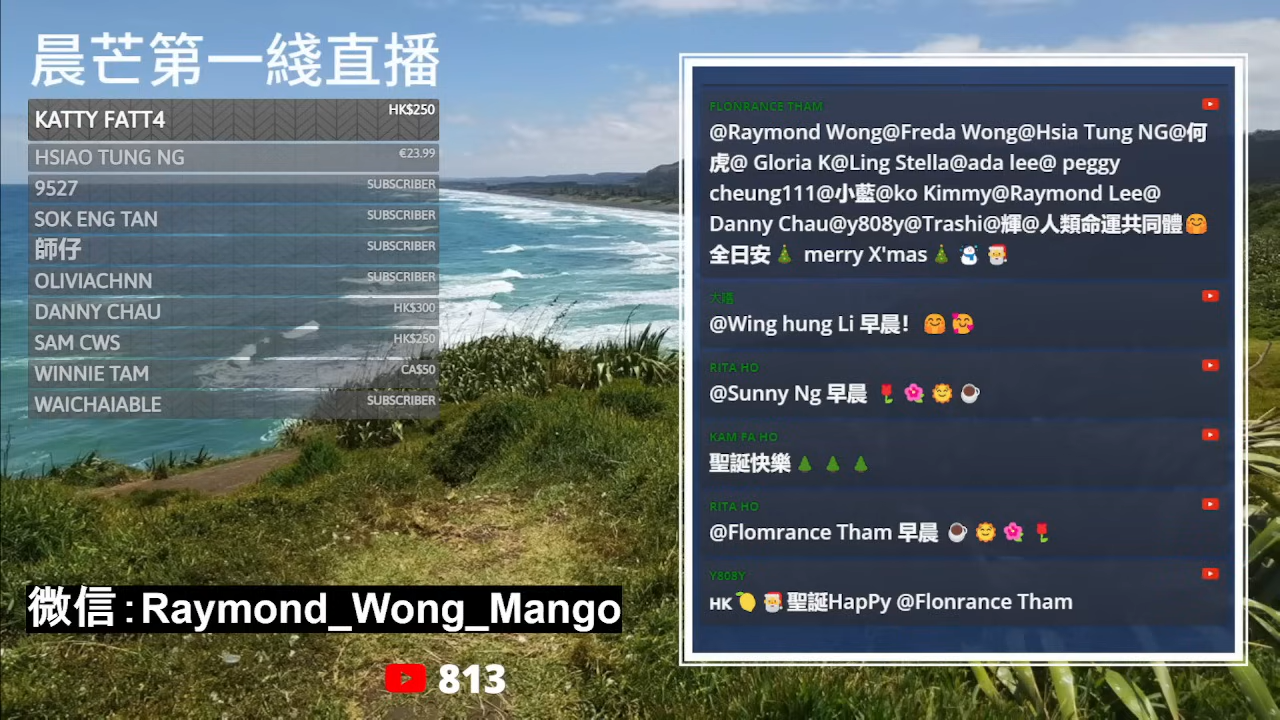 晨芒第一綫直播
KATTY FATT4 HK$250
HSIAO TUNG NG €23.99
9527 SUBSCRIBER
SOK ENG TAN SUBSCRIBER
師仔 SUBSCRIBER
OLIVIACHNN SUBSCRIBER
DANNY CHAU HK$300
SAM CWS HK$250
WINNIE TAM CA$50
WAICHAIABLE SUBSCRIBER
微信:Raymond_Wong_Mango
813
FLONRANCE THAM
@Raymond Wong@Freda Wong@Hsia Tung NG@何
虎@ Gloria K@Ling Stella@ada lee@ peggy
cheung111@小藍@ko Kimmy@Raymond Lee@
Danny Chau@y808y@Trashi@輝@人類命運共同體🤗
全日安🎄 merry X'mas🎄 ⛄ 🎅
@Wing hung Li 早晨! 🤗 🥰
RITA HO
@Sunny Ng 早晨 🌷 🌺 🌞 ☕
KAM FA HO
聖誕快樂🌲 🌲 🌲
RITA HO
@Flomrance Tham 早晨 ☕ 🌞 🌺 🌷
Y808Y
HK🍋 🎅聖誕HapPy @Flonrance Tham